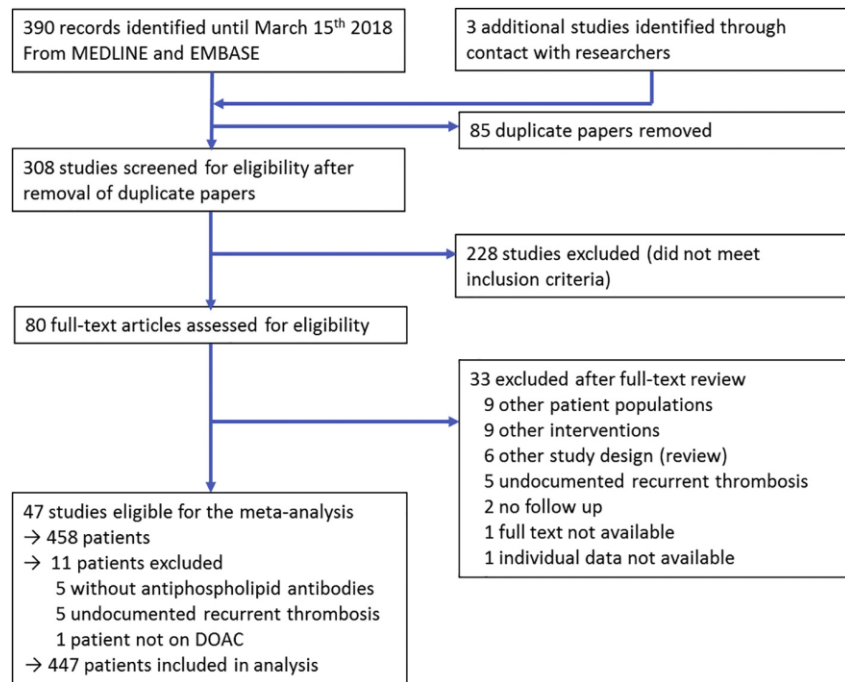 390 records identified until March 15th 2018
From MEDLINE and EMBASE
3 additional studies identified through
contact with researchers
85 duplicate papers removed
308 studies screened for eligibility after
removal of duplicate papers
228 studies excluded (did not meet
inclusion criteria)
80 full-text articles assessed for eligibility
33 excluded after full-text review
9 other patient populations
9 other interventions
6 other study design (review)
5 undocumented recurrent thrombosis
2 no follow up
1 full text not available
1 individual data not available
47 studies eligible for the meta-analysis
→ 458 patients
→ 11 patients excluded
5 without antiphospholipid antibodies
5 undocumented recurrent thrombosis
1 patient not on DOAC
→ 447 patients included in analysis